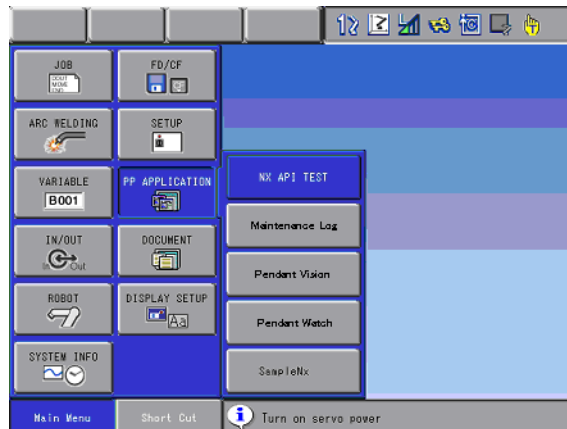 JOB
FD/CF
ARC WELDING
SETUP
VARIABLE
B001
PP APPLICATION
NX API TEST
Maintenance Log
IN/OUT
In Out
DOCUMENT
Pendant Vision
ROBOT
DISPLAY SETUP
Aa
Pendant Watch
SYSTEM INFO
SampleNx
Main Menu
Short Cut
Turn on servo power